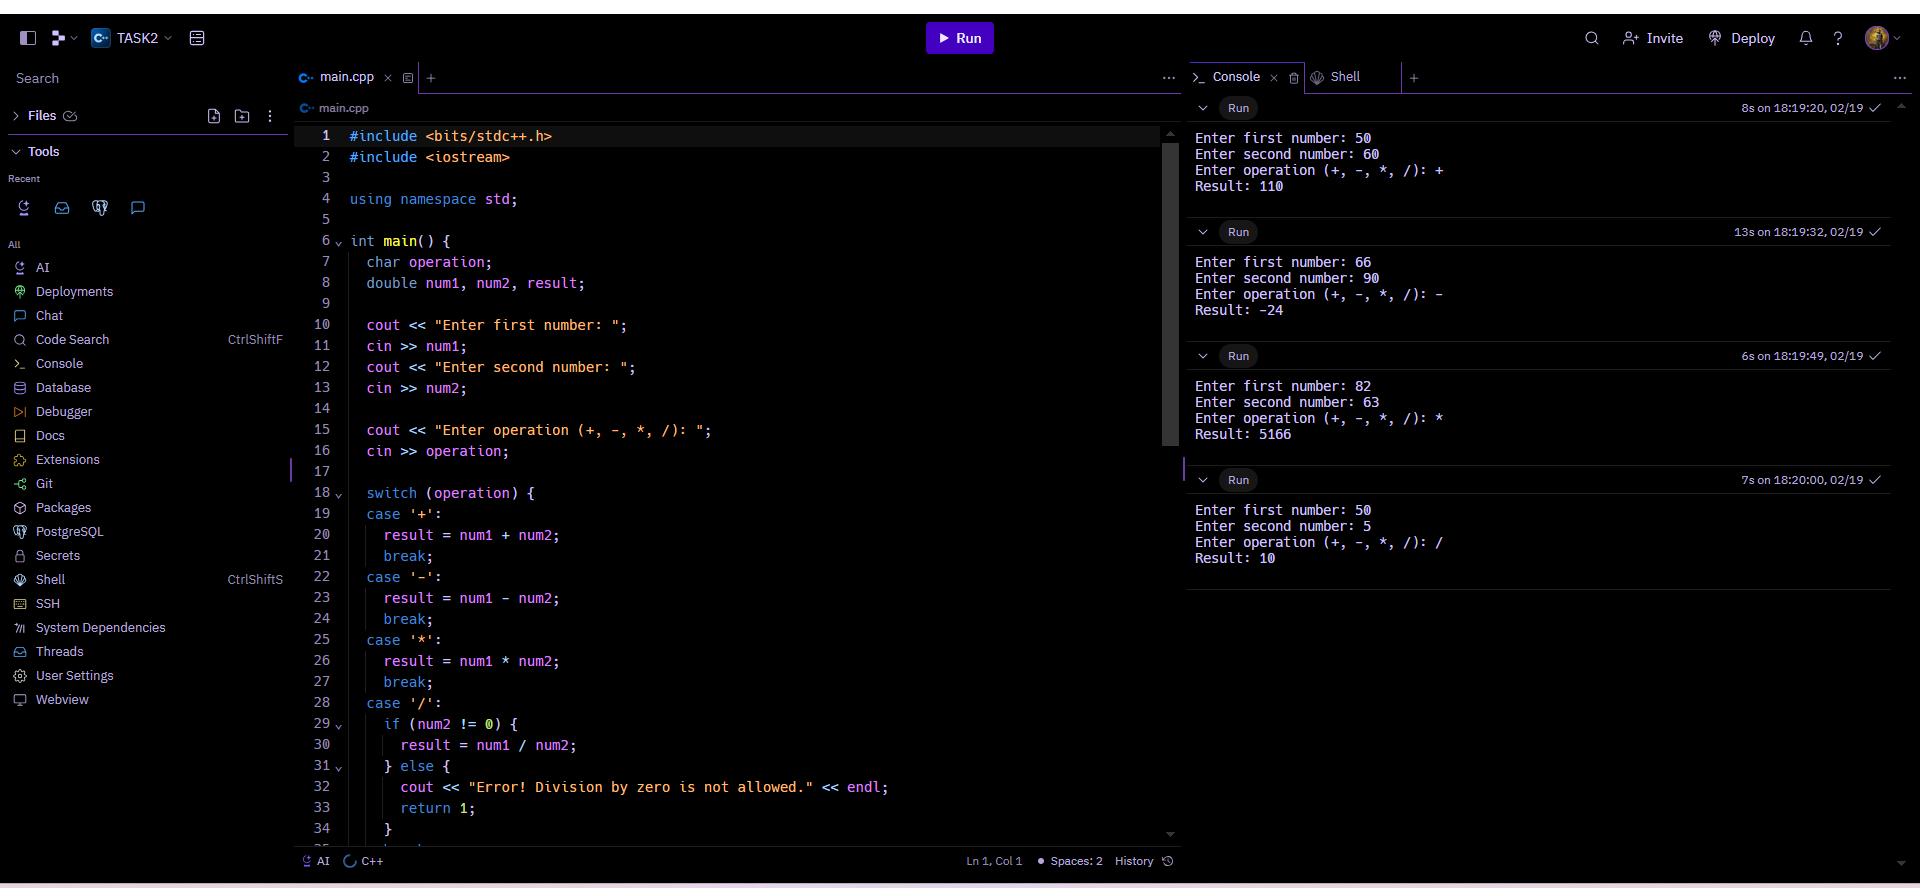 TASK2
Run
Invite
Deploy
?
Search
Files
Tools
Recent
All
AI
Deployments
Chat
Code Search CtrlShiftF
Console
Database
Debugger
Docs
Extensions
Git
Packages
PostgreSQL
Secrets
Shell CtrlShiftS
SSH
System Dependencies
Threads
User Settings
Webview
main.cpp
main.cpp
1 #include <bits/stdc++.h>
2 #include <iostream>
3
4 using namespace std;
5
6 int main() {
7 char operation;
8 double num1, num2, result;
9
10 cout << "Enter first number: ";
11 cin >> num1;
12 cout << "Enter second number: ";
13 cin >> num2;
14
15 cout << "Enter operation (+, -, *, /): ";
16 cin >> operation;
17
18 switch (operation) {
19 case '+':
20 result = num1 + num2;
21 break;
22 case '-':
23 result = num1 - num2;
24 break;
25 case '*':
26 result = num1 * num2;
27 break;
28 case '/':
29 if (num2 != 0) {
30 result = num1 / num2;
31 } else {
32 cout << "Error! Division by zero is not allowed." << endl;
33 return 1;
34 }
AI C++ Ln 1, Col 1 Spaces: 2 History
Console Shell
Run 8s on 18:19:20, 02/19
Enter first number: 50
Enter second number: 60
Enter operation (+, -, *, /): +
Result: 110
Run 13s on 18:19:32, 02/19
Enter first number: 66
Enter second number: 90
Enter operation (+, -, *, /): -
Result: -24
Run 6s on 18:19:49, 02/19
Enter first number: 82
Enter second number: 63
Enter operation (+, -, *, /): *
Result: 5166
Run 7s on 18:20:00, 02/19
Enter first number: 50
Enter second number: 5
Enter operation (+, -, *, /): /
Result: 10